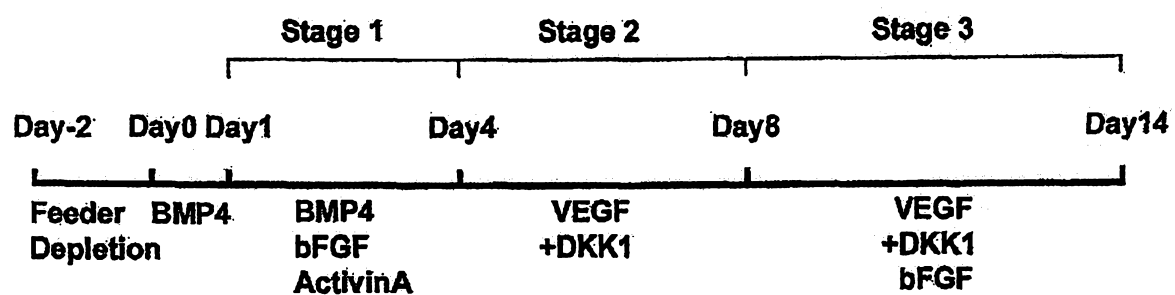 Stage 1 Stage 2 Stage 3
Day-2 Day0 Day1 Day4 Day8 Day14
Feeder BMP4 BMP4 VEGF VEGF
Depletion bFGF +DKK1 +DKK1
ActivinA bFGF